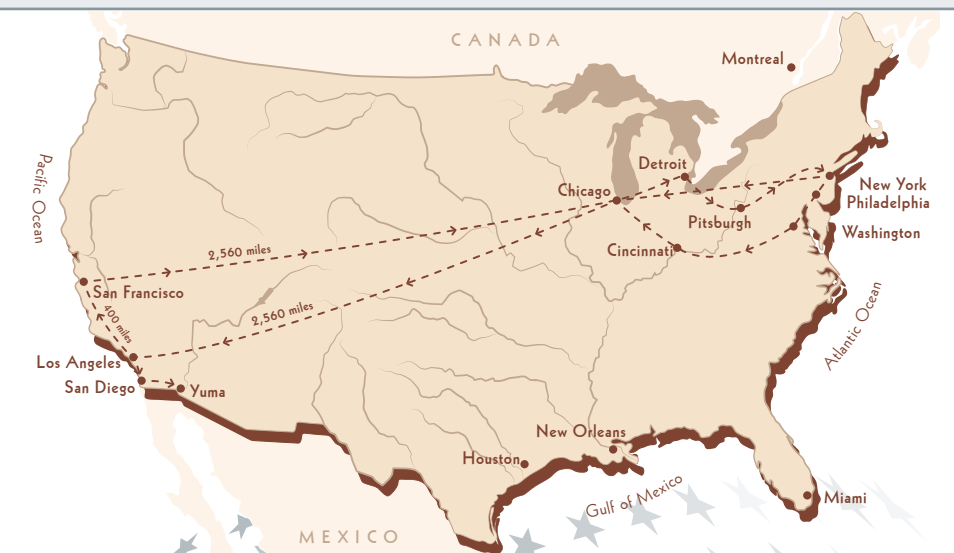 CANADA
Montreal
Pacific Ocean
Detroit
Chicago
New York
Philadelphia
Pittsburgh
Washington
Cincinnati
2,560 miles
San Francisco
400 miles
2,560 miles
Atlantic Ocean
Los Angeles
San Diego
Yuma
New Orleans
Houston
Gulf of Mexico
Miami
MEXICO